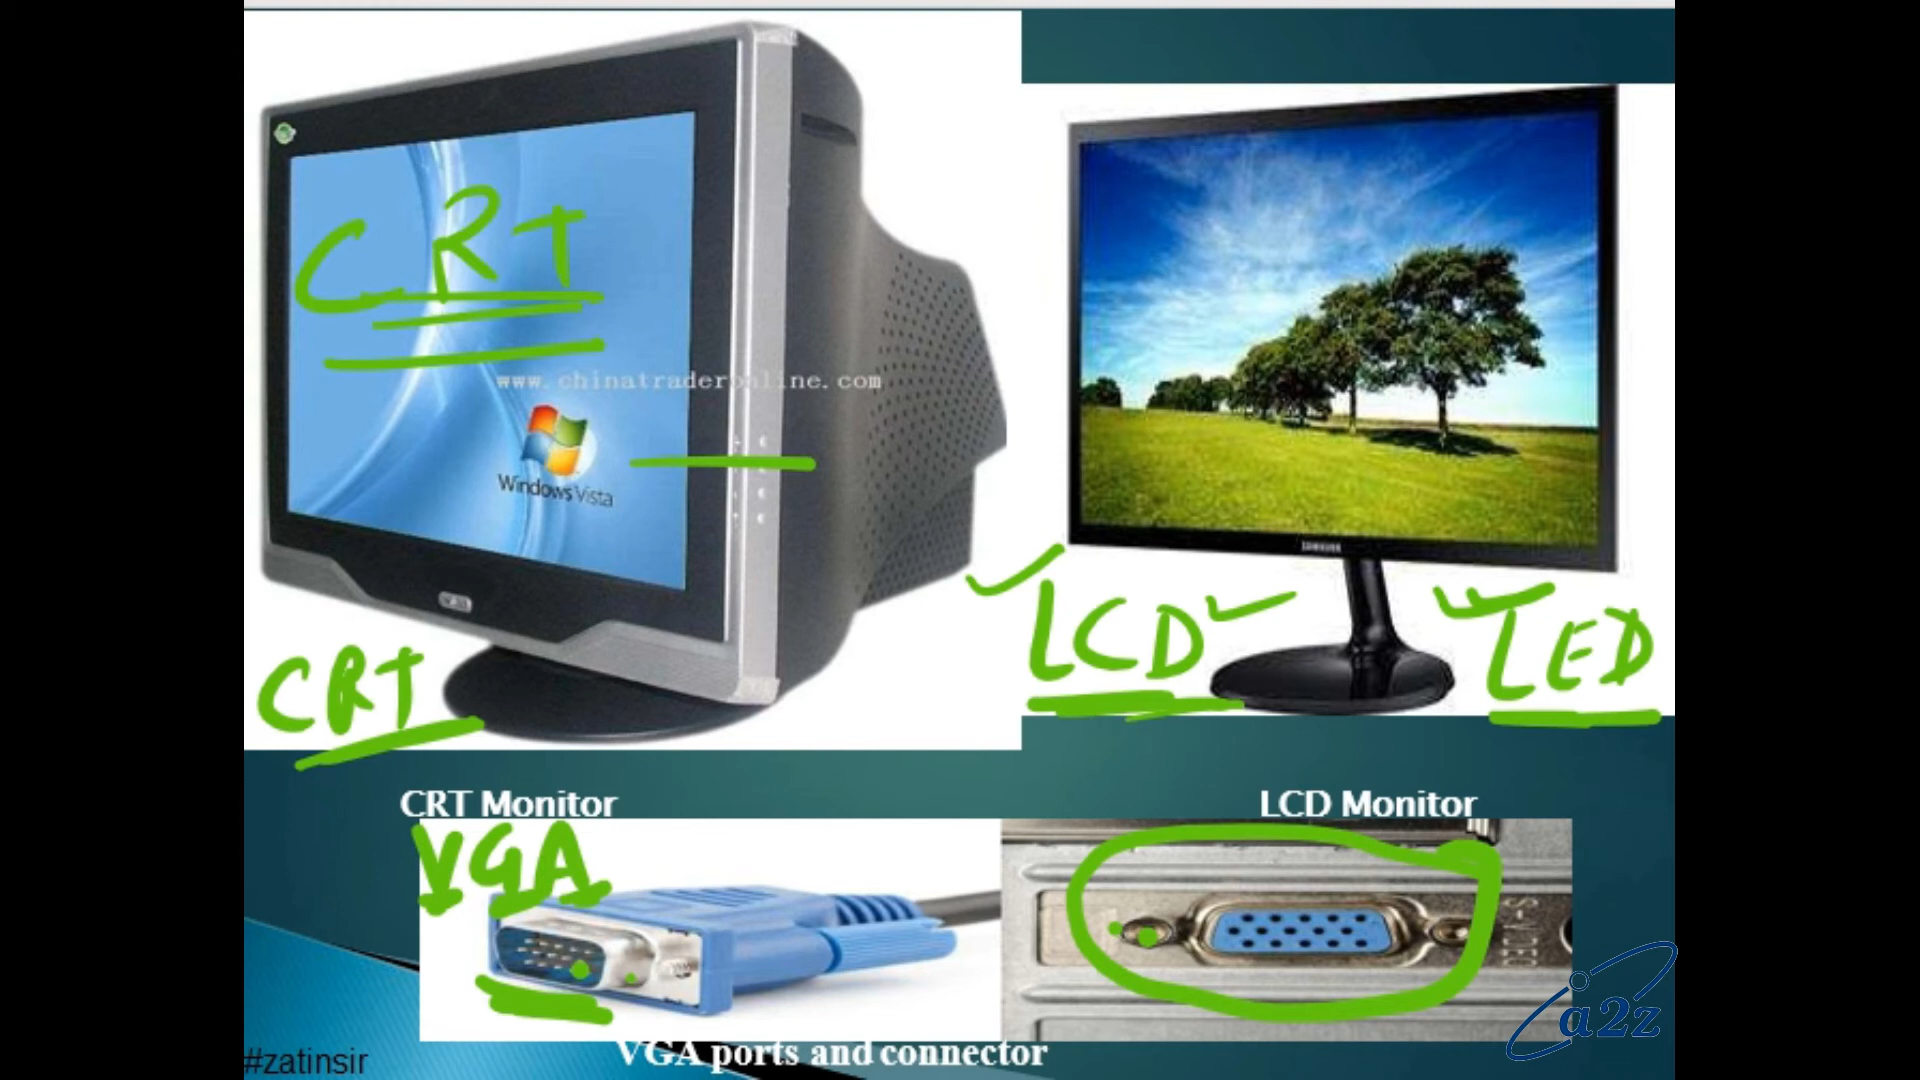 CRT
www.chinatraderonline.com
Windows Vista
SAMSUNG
CRT
LCD LED
CRT Monitor
LCD Monitor
VGA
S-VIDEO
a2z
VGA ports and connector
#zatinsir